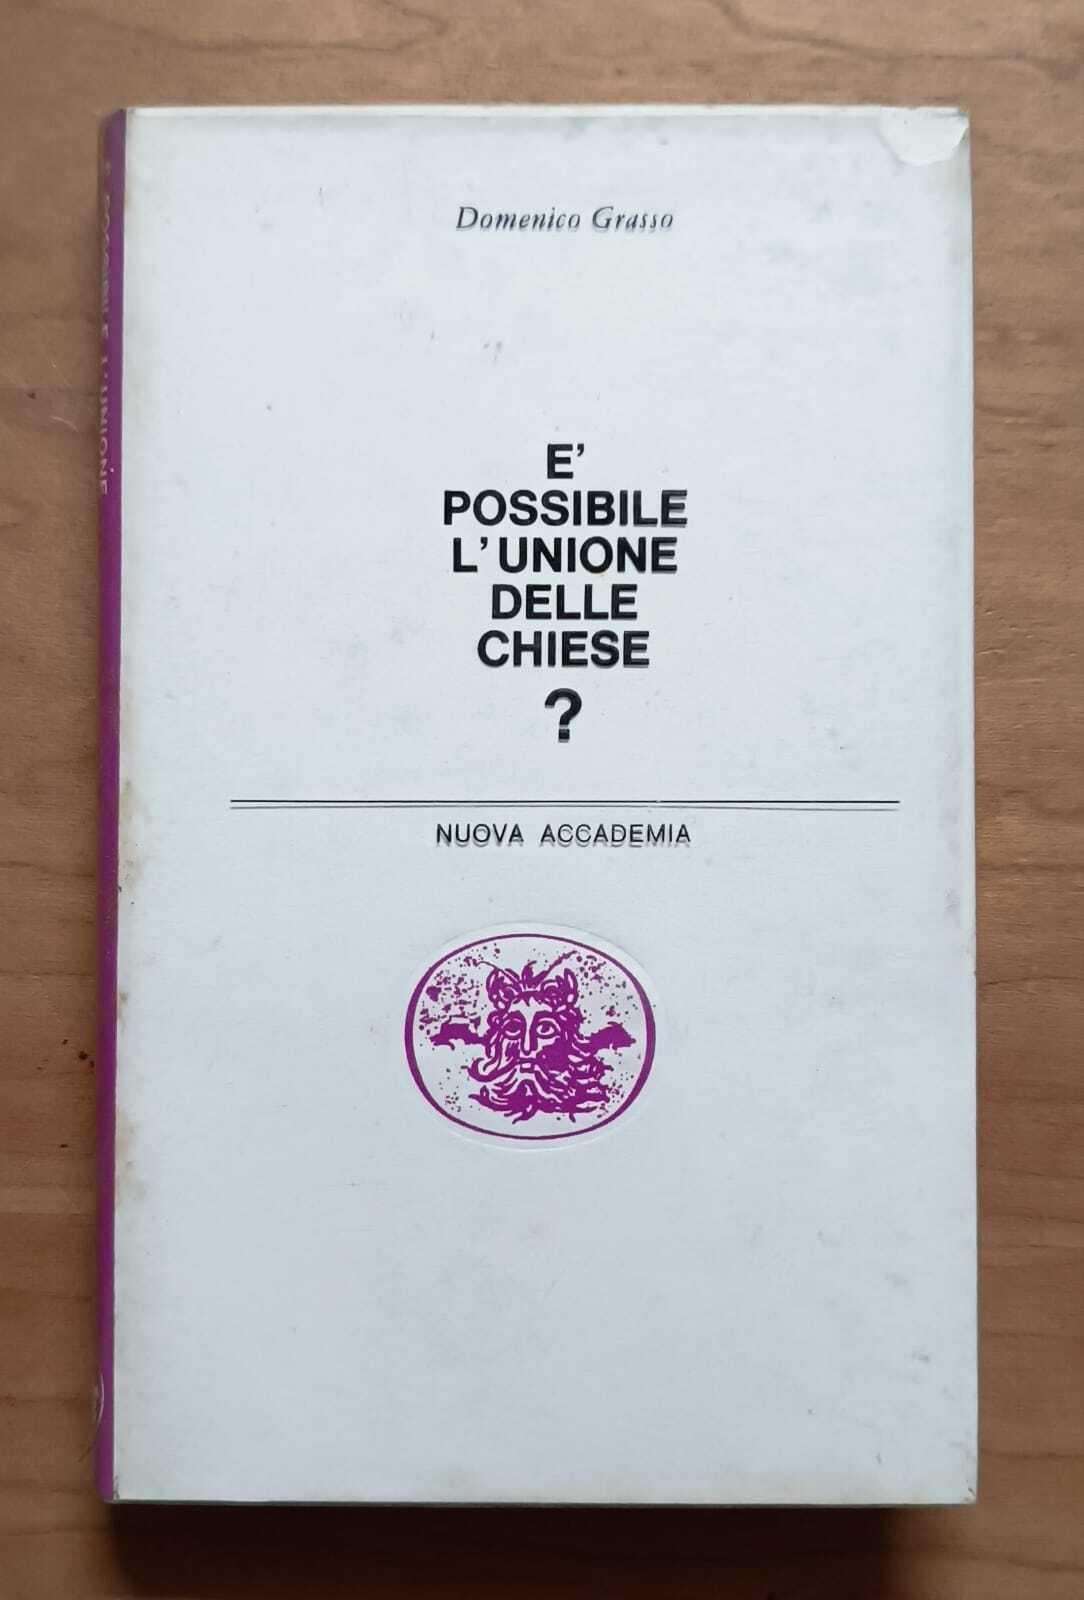 Domenico Grasso
E'
POSSIBILE
L'UNIONE
DELLE
CHIESE
?
NUOVA ACCADEMIA
POSSIBILE L'UNIONE